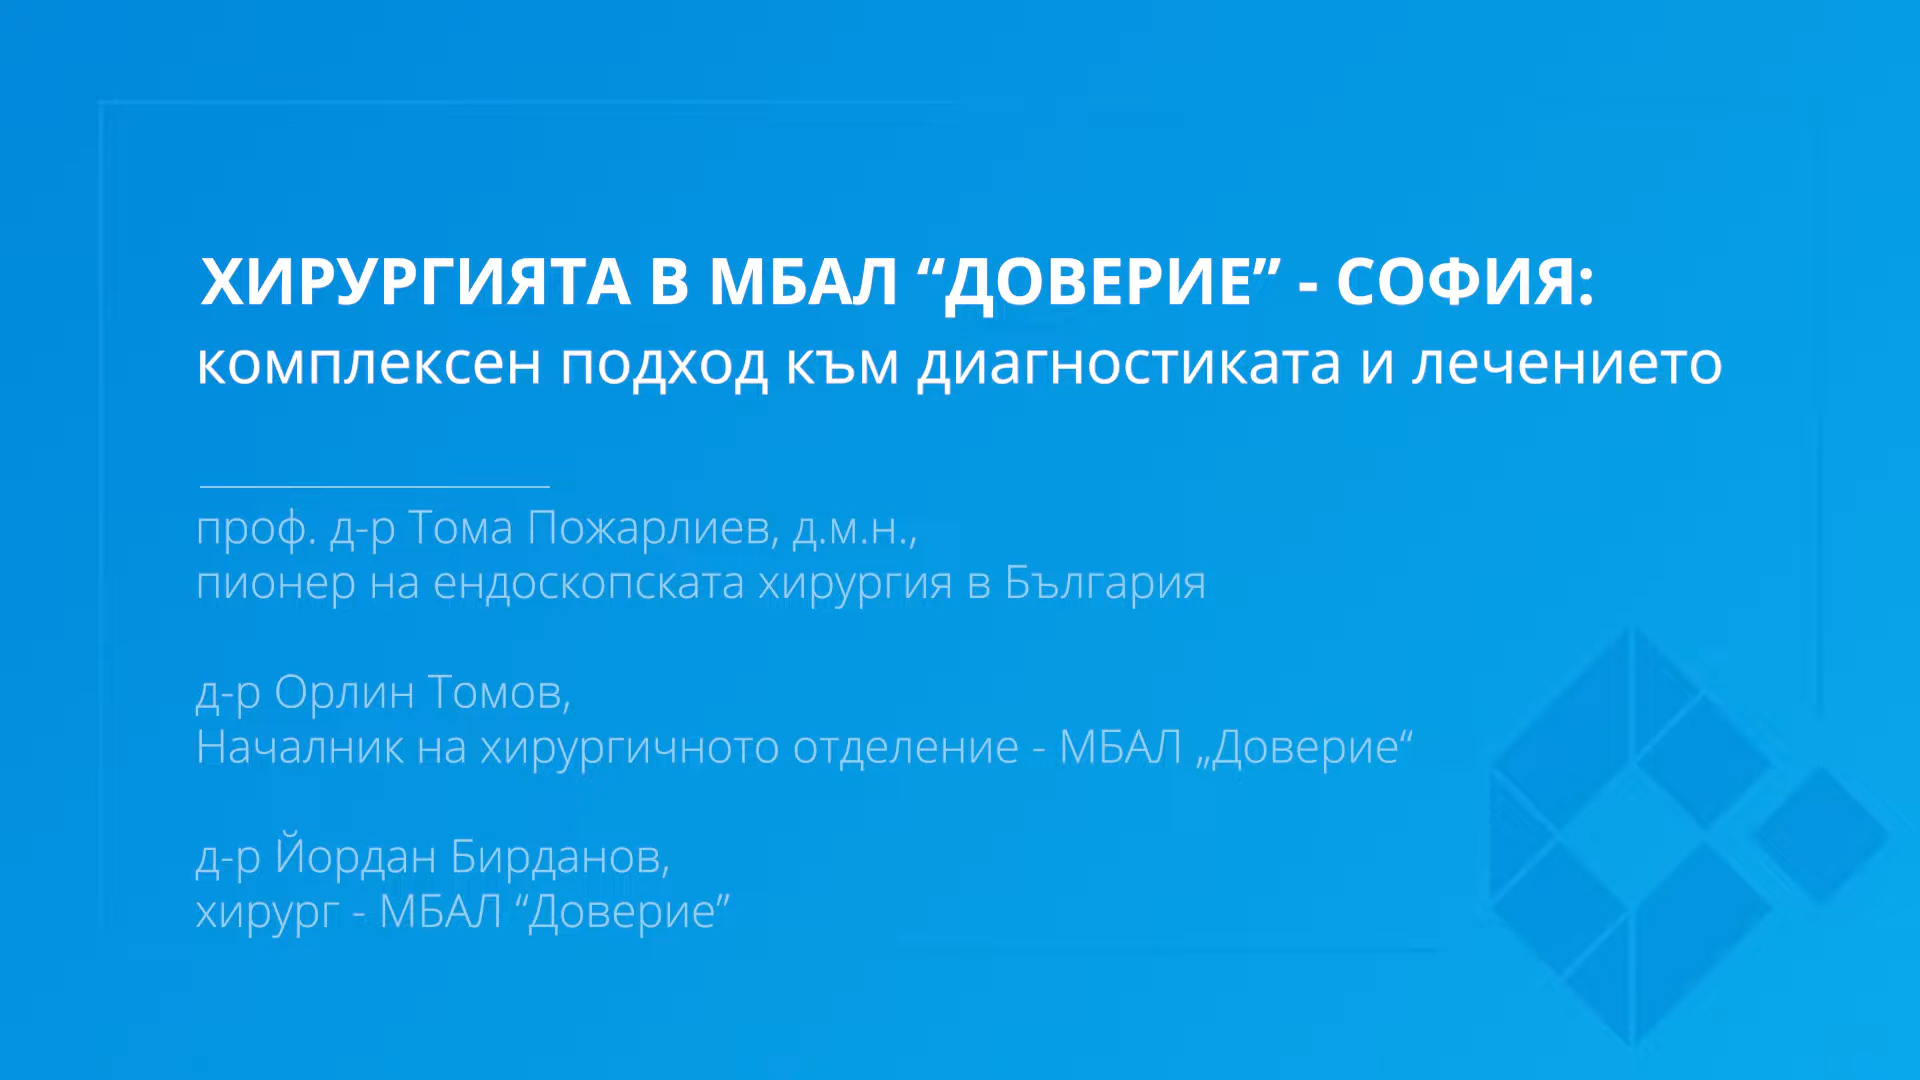 ХИРУРГИЯТА В МБАЛ “ДОВЕРИЕ” - СОФИЯ:
комплексен подход към диагностиката и лечението
проф. д-р Тома Пожарлиев, д.м.н.,
пионер на ендоскопската хирургия в България
д-р Орлин Томов,
Началник на хирургичното отделение - МБАЛ „Доверие“
д-р Йордан Бирданов,
хирург - МБАЛ “Доверие”